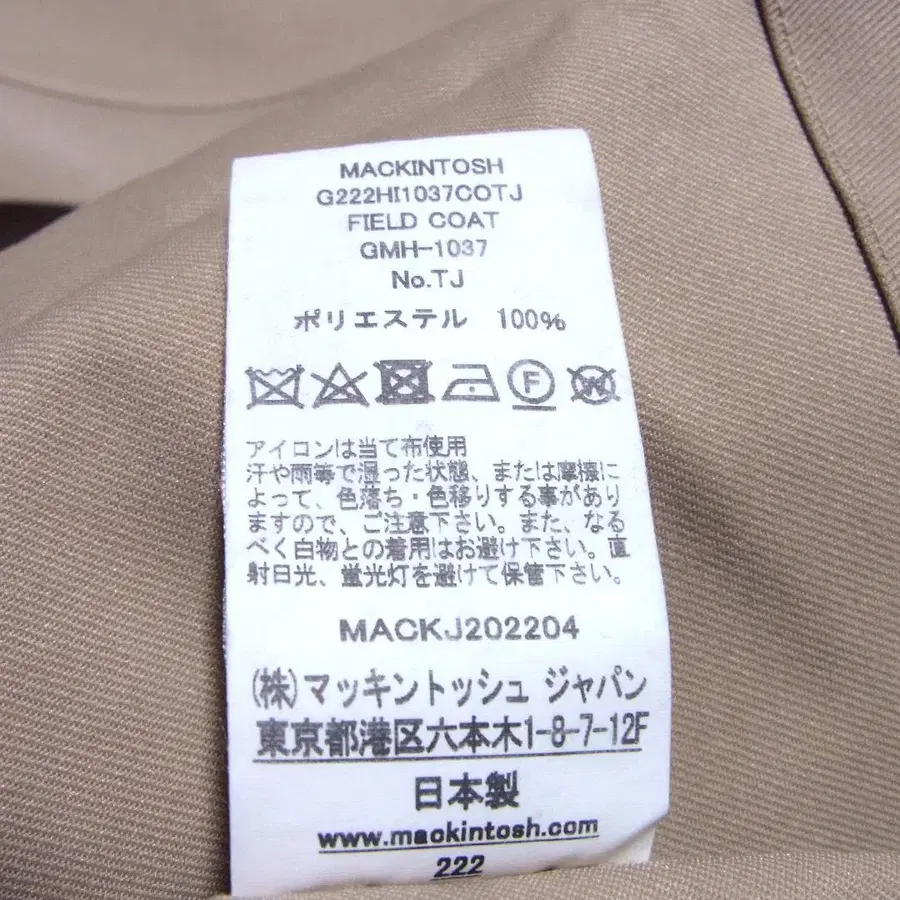 MACKINTOSH
G222HI1037COTJ
FIELD COAT
GMH-1037
No.TJ
ポリエステル 100%
F
W
アイロンは当て布使用
汗や雨等で湿った状態、または摩擦に
よって、色落ち・色移りする事があり
ますので、ご注意下さい。また、なる
べく白物との着用はお避け下さい。直
射日光、蛍光灯を避けて保管下さい。
MACKJ202204
(株)マッキントッシュ ジャパン
東京都港区六本木1-8-7-12F
日本製
www.mackintosh.com
222